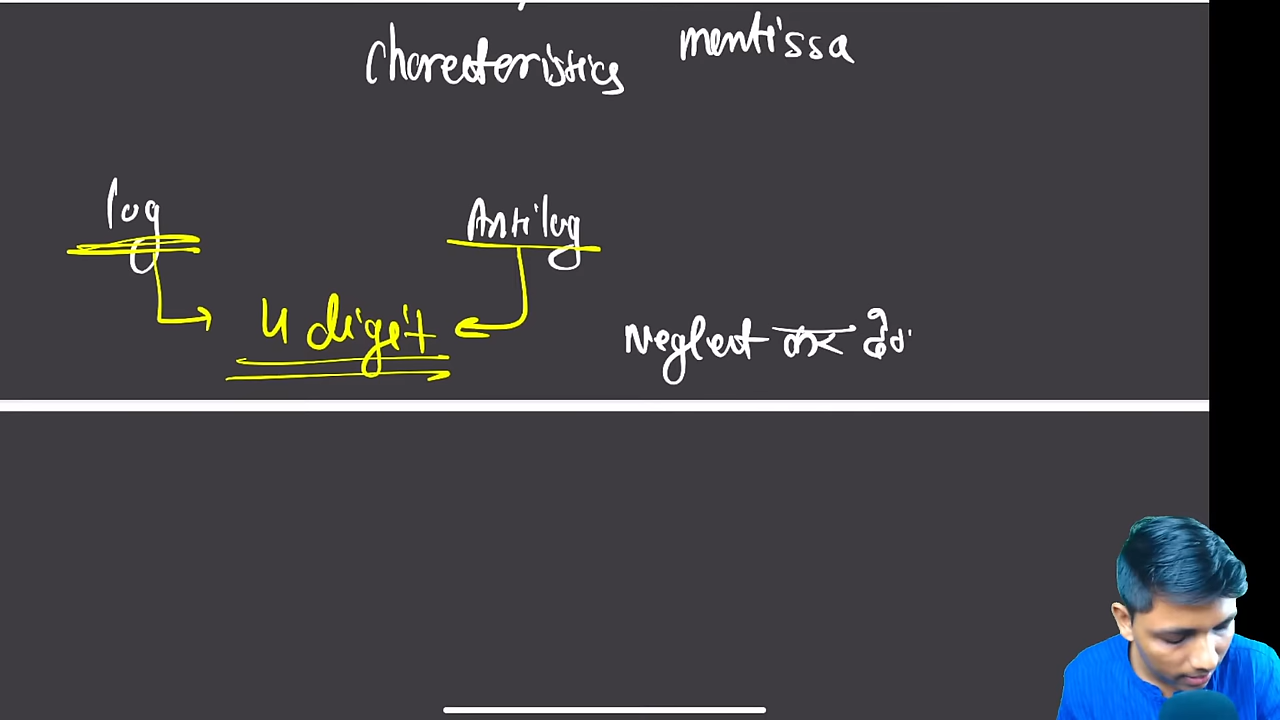 charecteristics mentissa
log Antilog
4 digit
Neglect कर